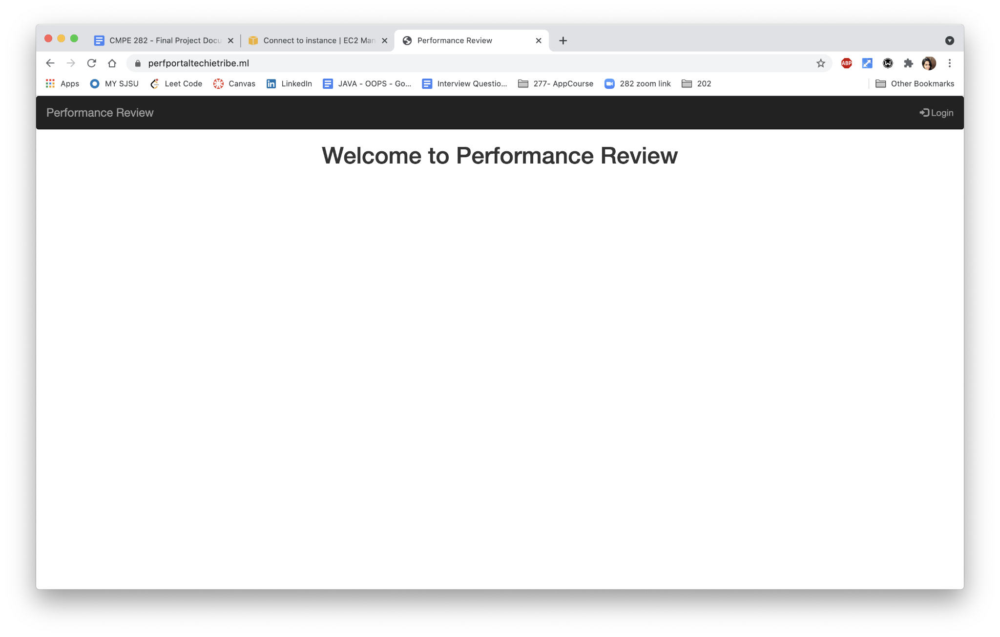 CMPE 282 - Final Project Docu
Connect to instance | EC2 Man
Performance Review
perfportaltechietribe.ml
ABP
Apps
MY SJSU
Leet Code
Canvas
in
LinkedIn
JAVA - OOPS - Go...
Interview Questio...
277- AppCourse
282 zoom link
202
Other Bookmarks
Performance Review
Login
Welcome to Performance Review